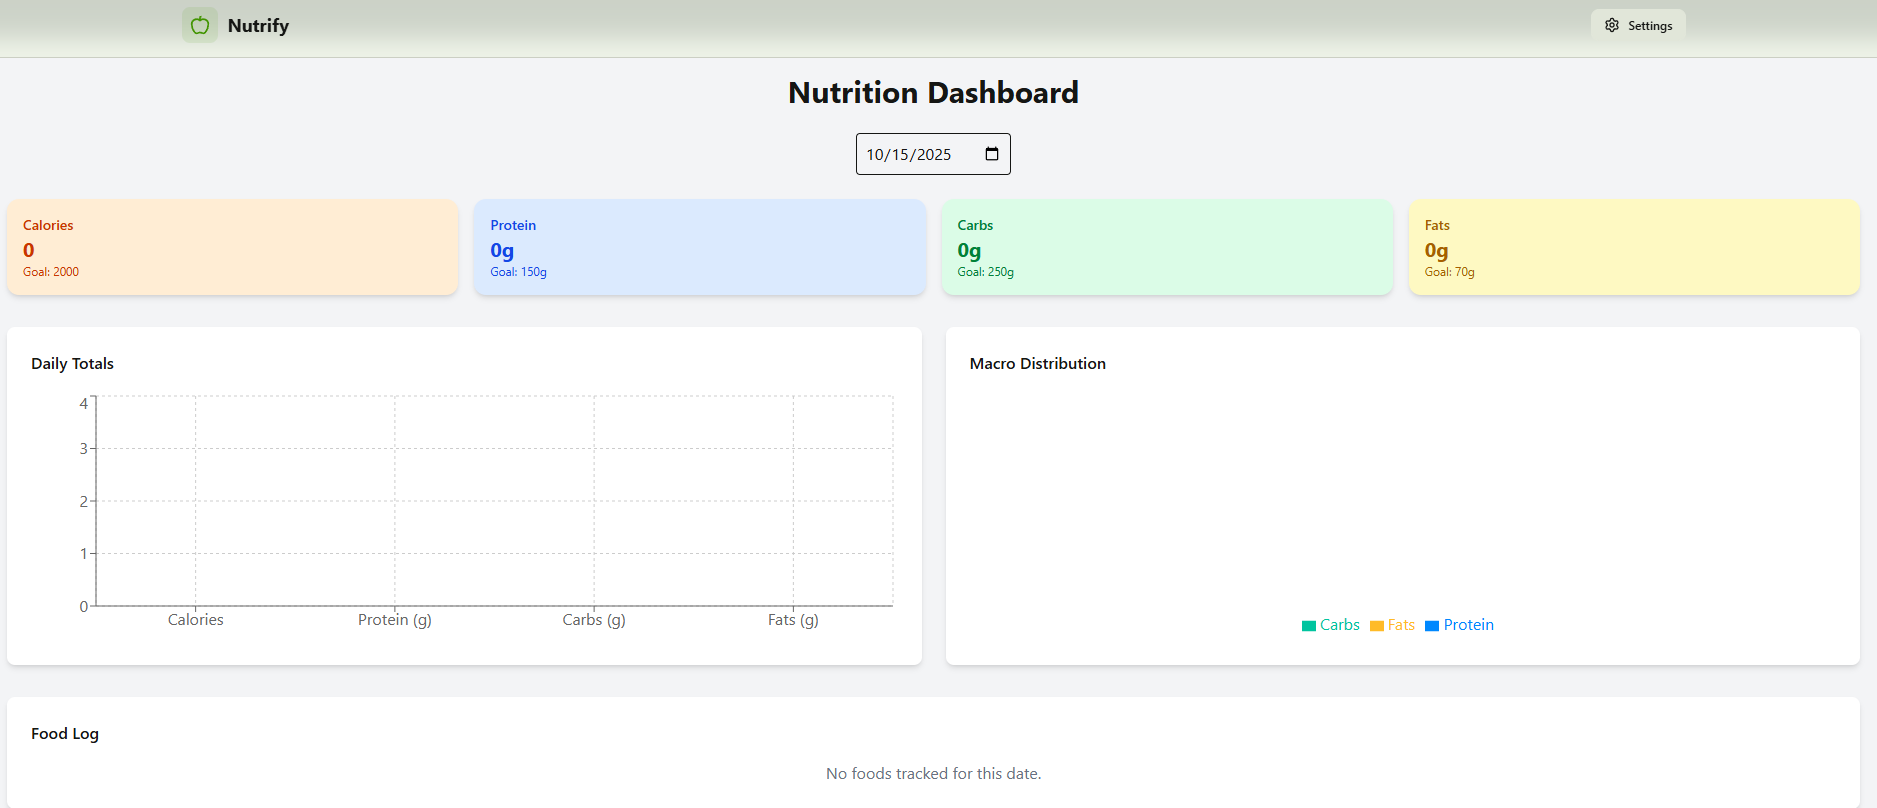 Nutrify
Settings
Nutrition Dashboard
10/15/2025
Calories
0
Goal: 2000
Protein
0g
Goal: 150g
Carbs
0g
Goal: 250g
Fats
0g
Goal: 70g
Daily Totals
4
3
2
1
0
Calories Protein (g) Carbs (g) Fats (g)
Macro Distribution
Carbs Fats Protein
Food Log
No foods tracked for this date.